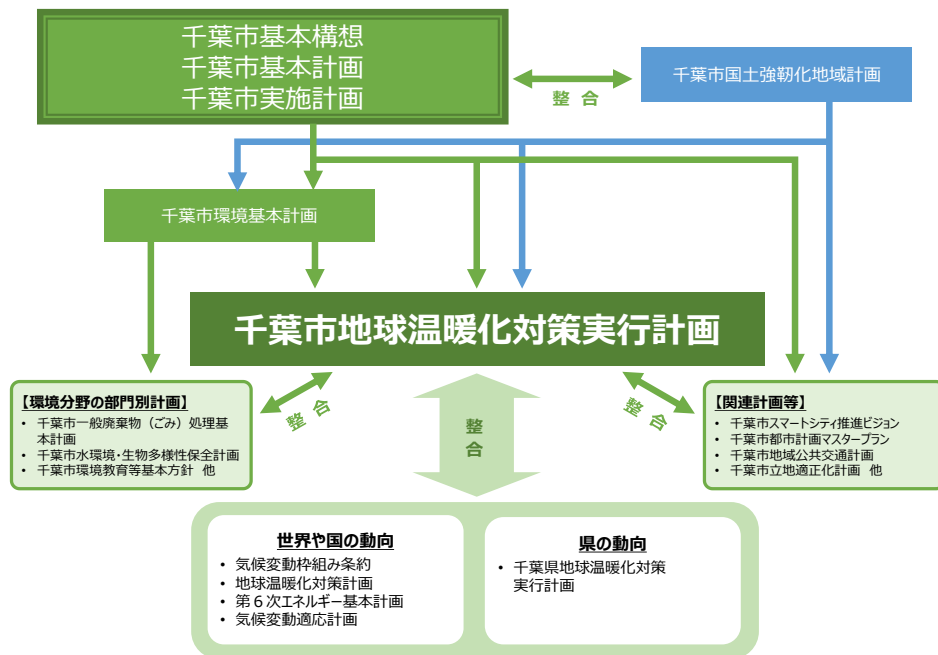 千葉市基本構想
千葉市基本計画
千葉市実施計画
千葉市国土強靭化地域計画
整 合
千葉市環境基本計画
千葉市地球温暖化対策実行計画
【環境分野の部門別計画】
• 千葉市一般廃棄物（ごみ）処理基
本計画
• 千葉市水環境・生物多様性保全計画
• 千葉市環境教育等基本方針 他
整 合
整
合
整 合
【関連計画等】
• 千葉市スマートシティ推進ビジョン
• 千葉市都市計画マスタープラン
• 千葉市地域公共交通計画
• 千葉市立地適正化計画 他
世界や国の動向
• 気候変動枠組み条約
• 地球温暖化対策計画
• 第６次エネルギー基本計画
• 気候変動適応計画
県の動向
• 千葉県地球温暖化対策
実行計画